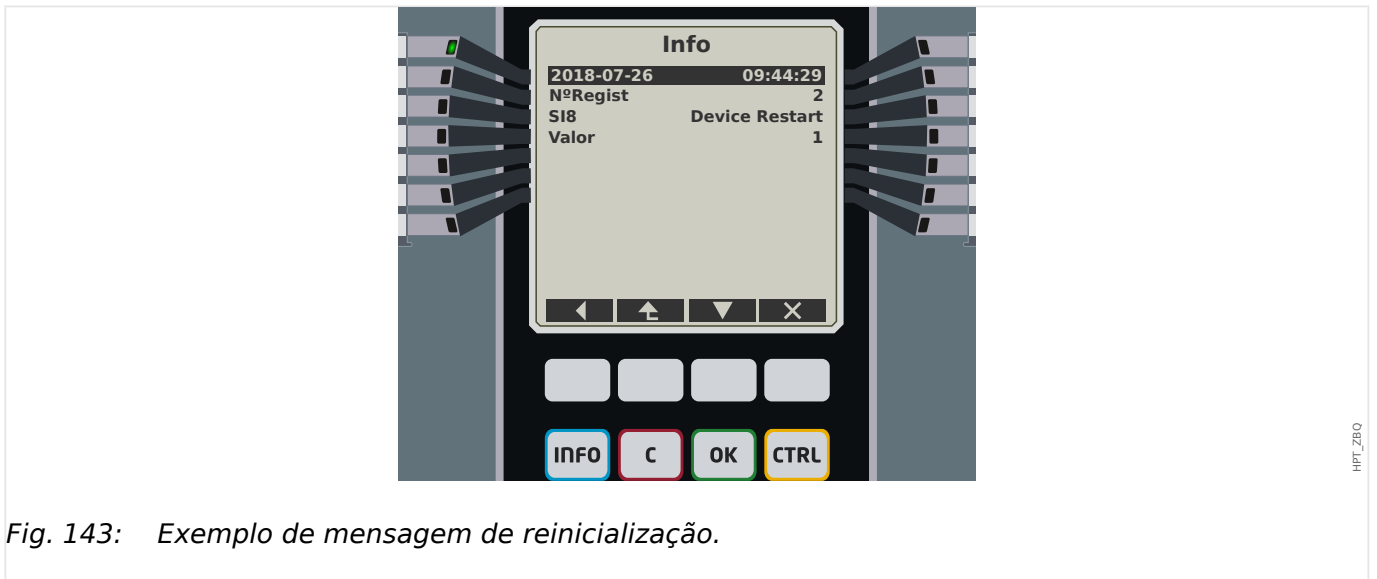 Info
2018-07-26 09:44:29
NºRegist 2
SI8 Device Restart
Valor 1
INFO C OK CTRL
HPT_ZBQ
Fig. 143: Exemplo de mensagem de reinicialização.